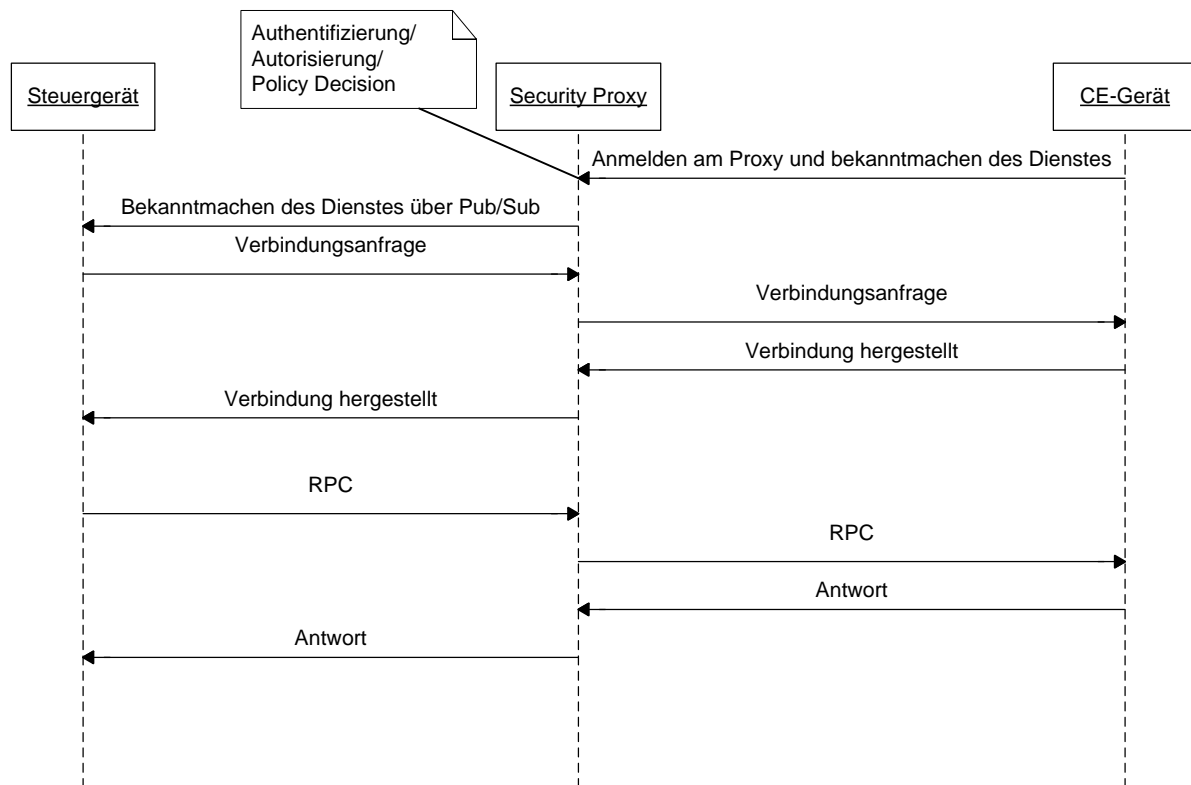 Authentifizierung/
Autorisierung/
Policy Decision
Steuergerät
Security Proxy
CE-Gerät
Anmelden am Proxy und bekanntmachen des Dienstes
Bekanntmachen des Dienstes über Pub/Sub
Verbindungsanfrage
Verbindungsanfrage
Verbindung hergestellt
Verbindung hergestellt
RPC
RPC
Antwort
Antwort